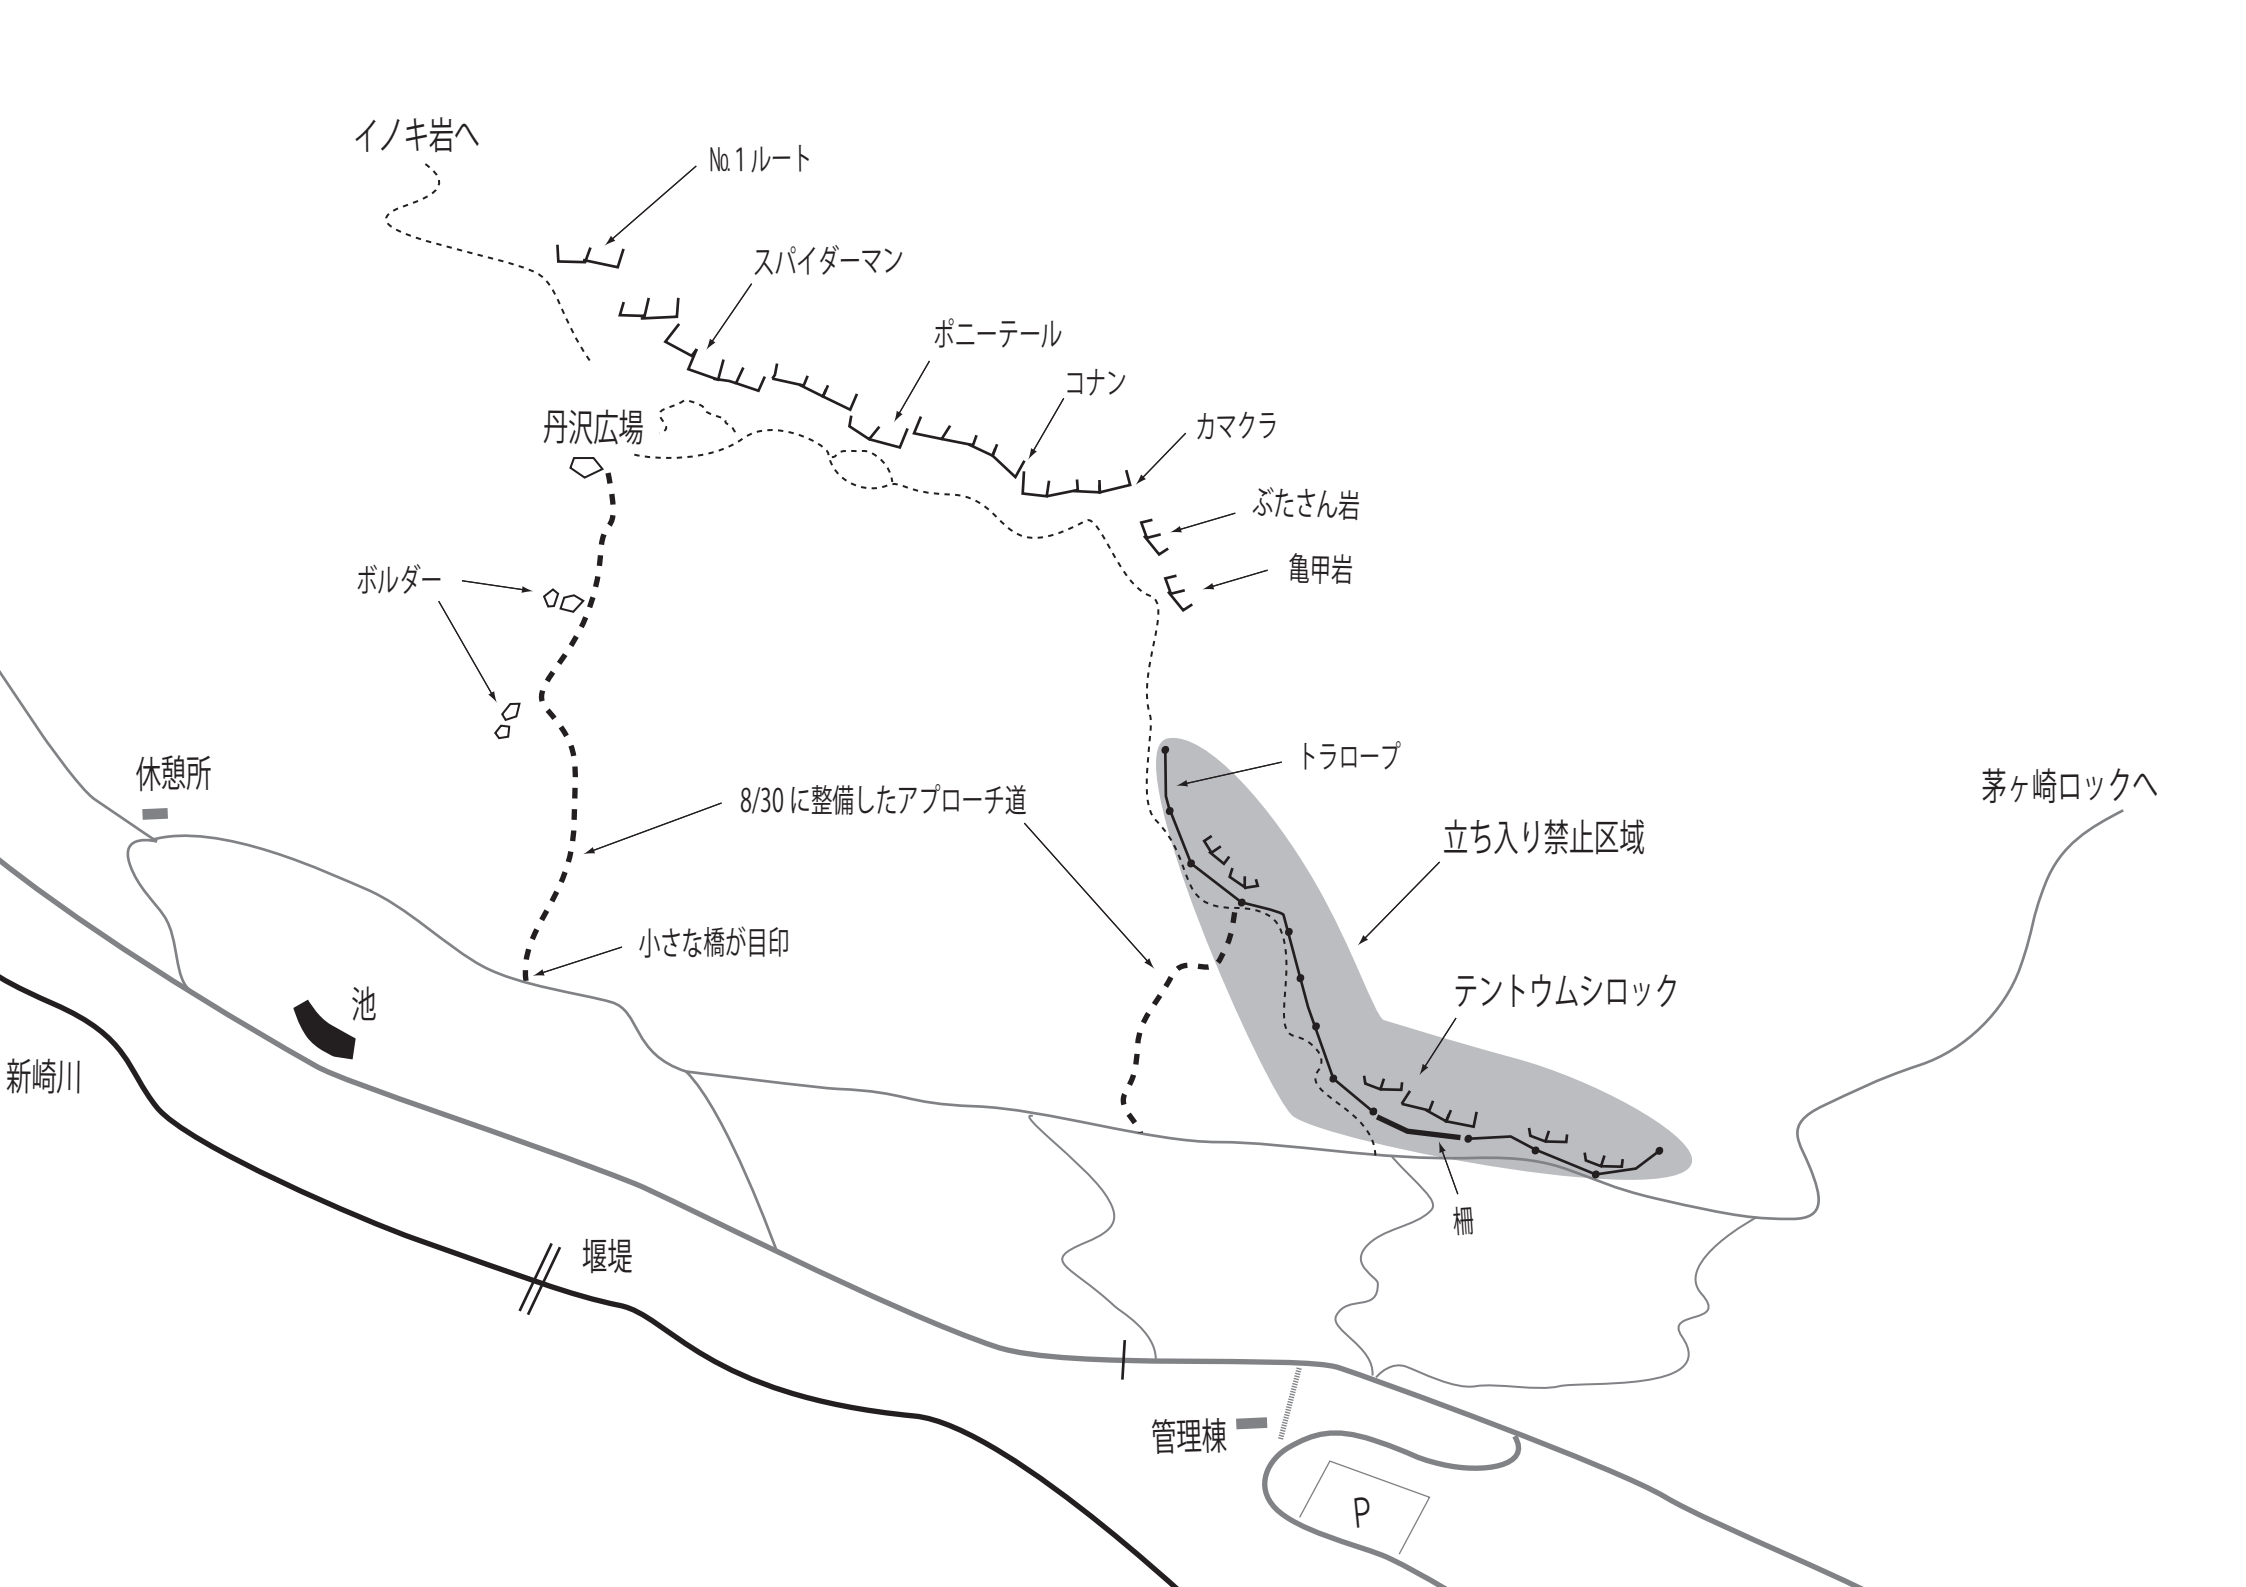 イノキ岩へ
№1ルート
スパイダーマン
ポニーテール
コナン
カマクラ
丹沢広場
ぶたさん岩
亀甲岩
ボルダー
トラロープ
休憩所
茅ヶ崎ロックへ
8/30に整備したアプローチ道
立ち入り禁止区域
小さな橋が目印
テントウムシロック
池
新崎川
柵
堰堤
管理棟
P